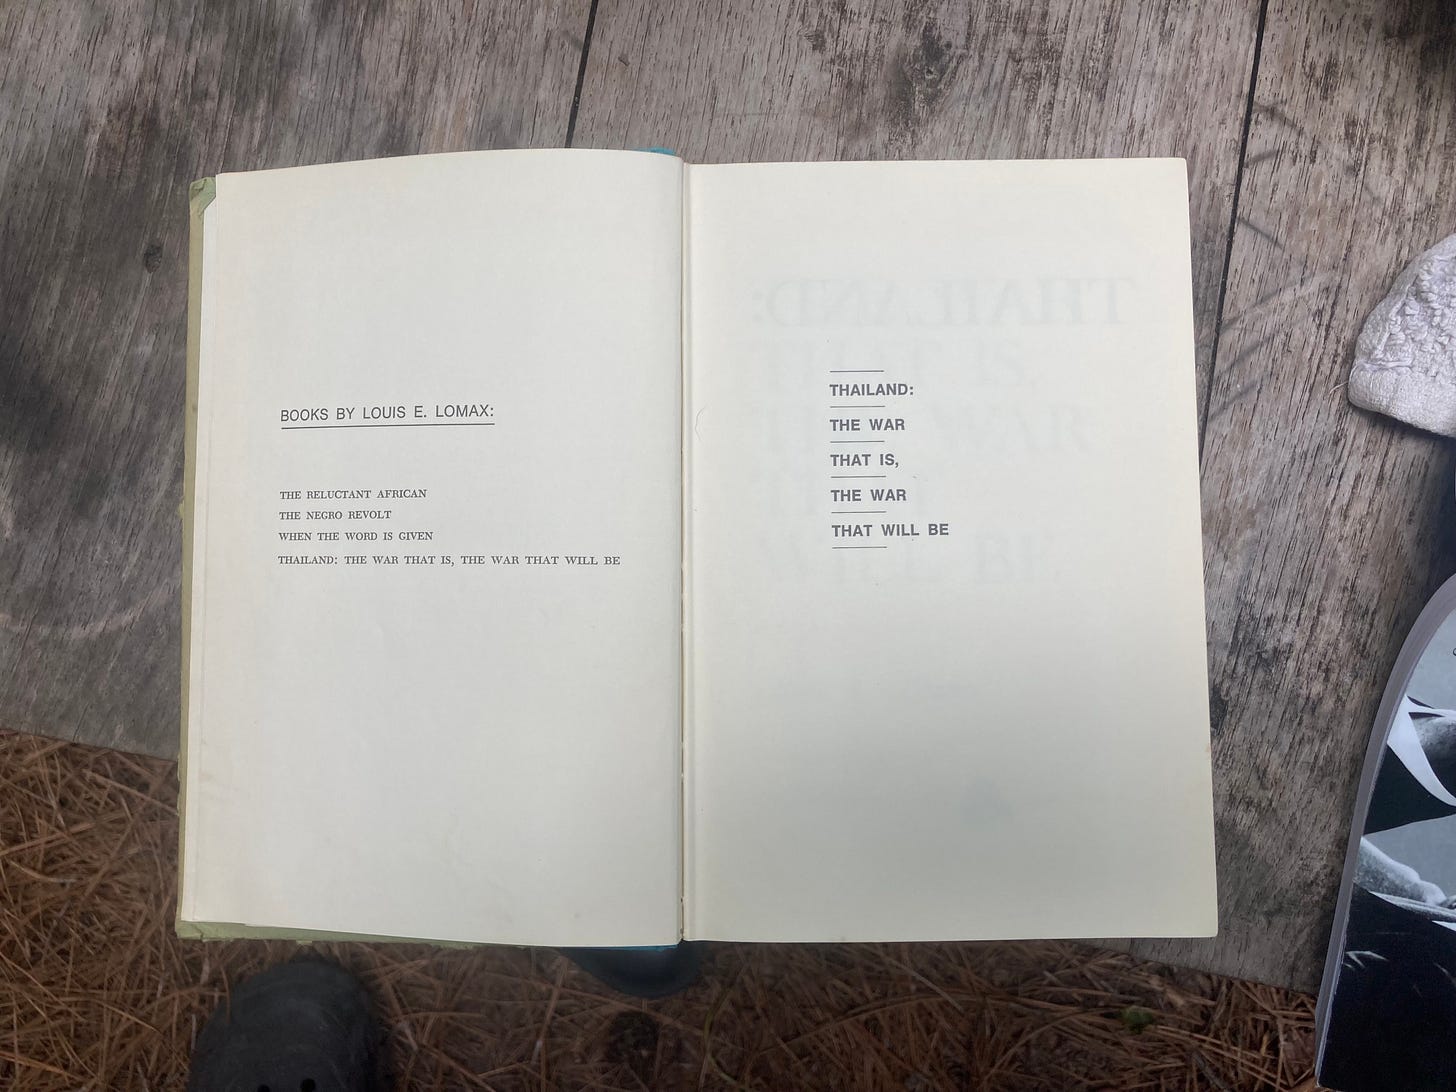 BOOKS BY LOUIS E. LOMAX:
THE RELUCTANT AFRICAN
THE NEGRO REVOLT
WHEN THE WORD IS GIVEN
THAILAND: THE WAR THAT IS, THE WAR THAT WILL BE
THAILAND:
THE WAR
THAT IS,
THE WAR
THAT WILL BE